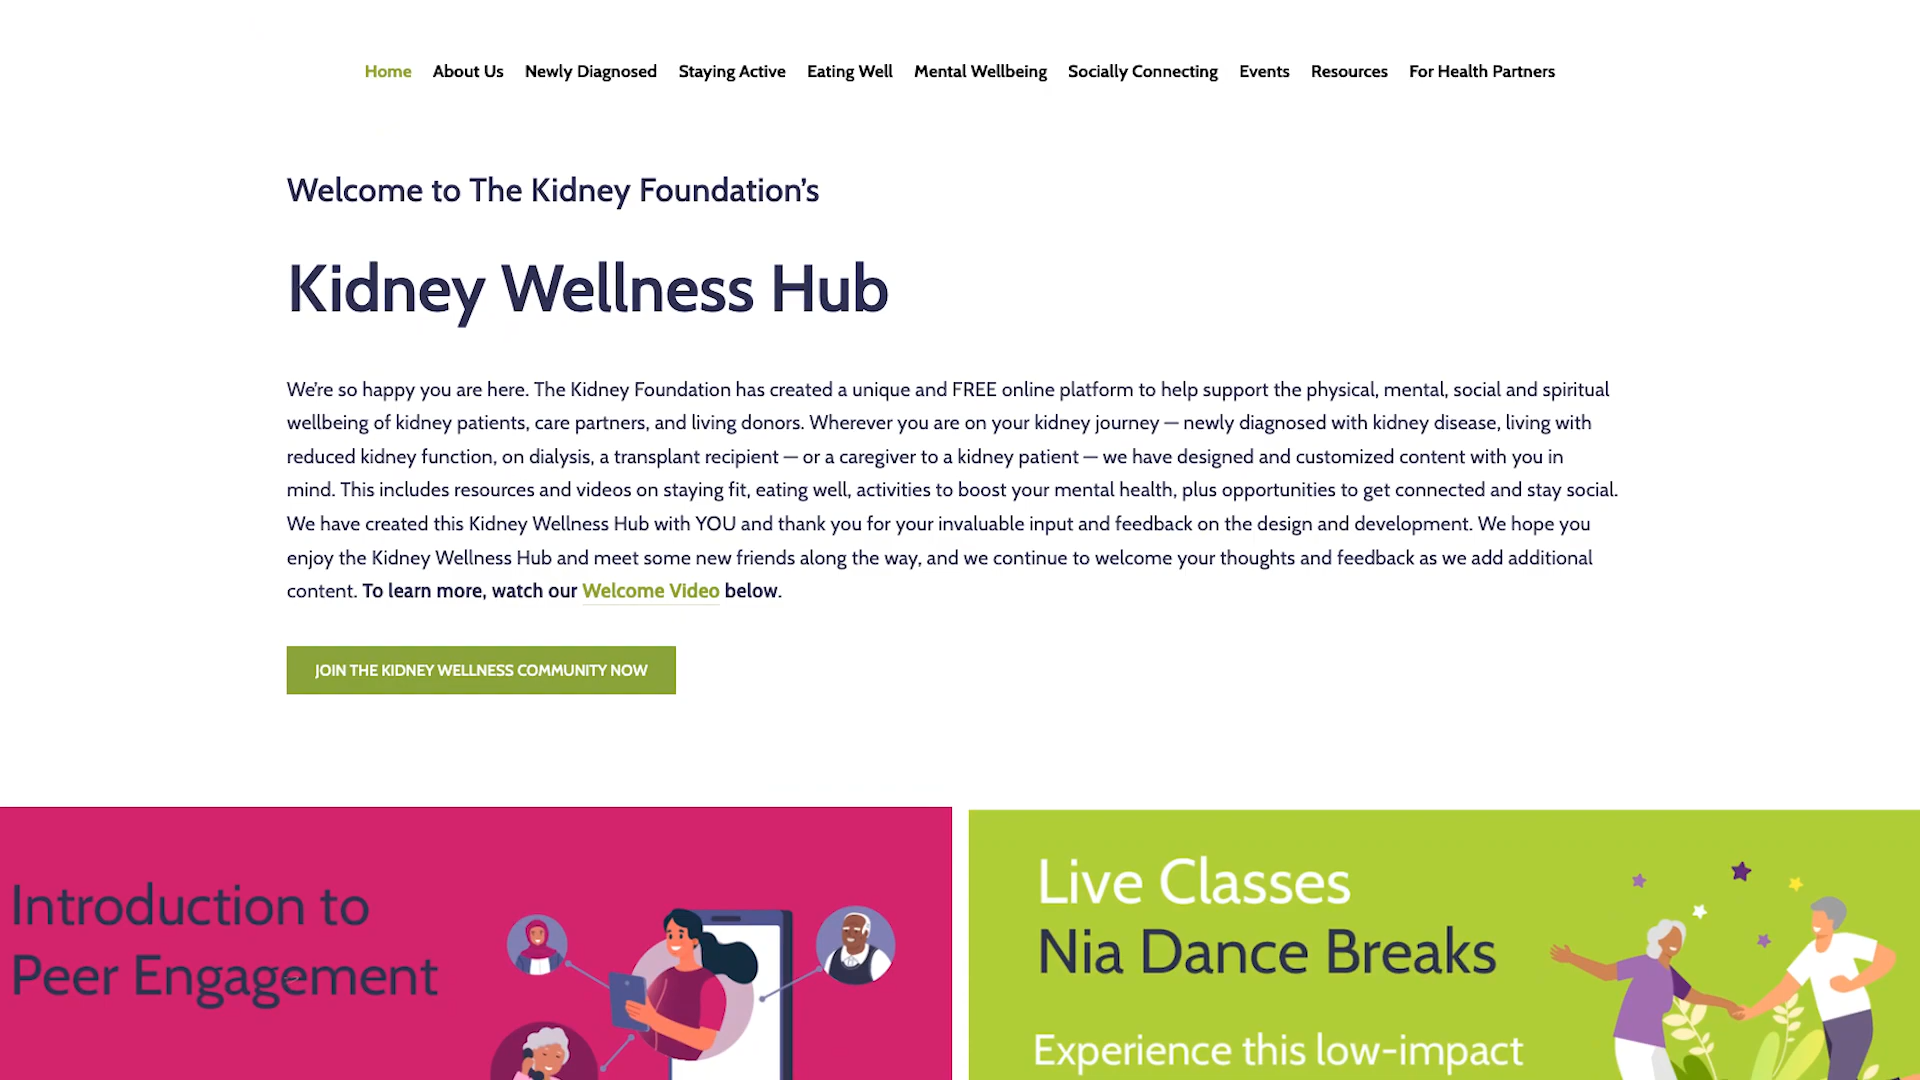 Home About Us Newly Diagnosed Staying Active Eating Well Mental Wellbeing Socially Connecting Events Resources For Health Partners
Welcome to The Kidney Foundation's
Kidney Wellness Hub
We're so happy you are here. The Kidney Foundation has created a unique and FREE online platform to help support the physical, mental, social and spiritual
wellbeing of kidney patients, care partners, and living donors. Wherever you are on your kidney journey — newly diagnosed with kidney disease, living with
reduced kidney function, on dialysis, a transplant recipient — or a caregiver to a kidney patient — we have designed and customized content with you in
mind. This includes resources and videos on staying fit, eating well, activities to boost your mental health, plus opportunities to get connected and stay social.
We have created this Kidney Wellness Hub with YOU and thank you for your invaluable input and feedback on the design and development. We hope you
enjoy the Kidney Wellness Hub and meet some new friends along the way, and we continue to welcome your thoughts and feedback as we add additional
content. To learn more, watch our Welcome Video below.
JOIN THE KIDNEY WELLNESS COMMUNITY NOW
Introduction to
Peer Engagement
Live Classes
Nia Dance Breaks
Experience this low-impact